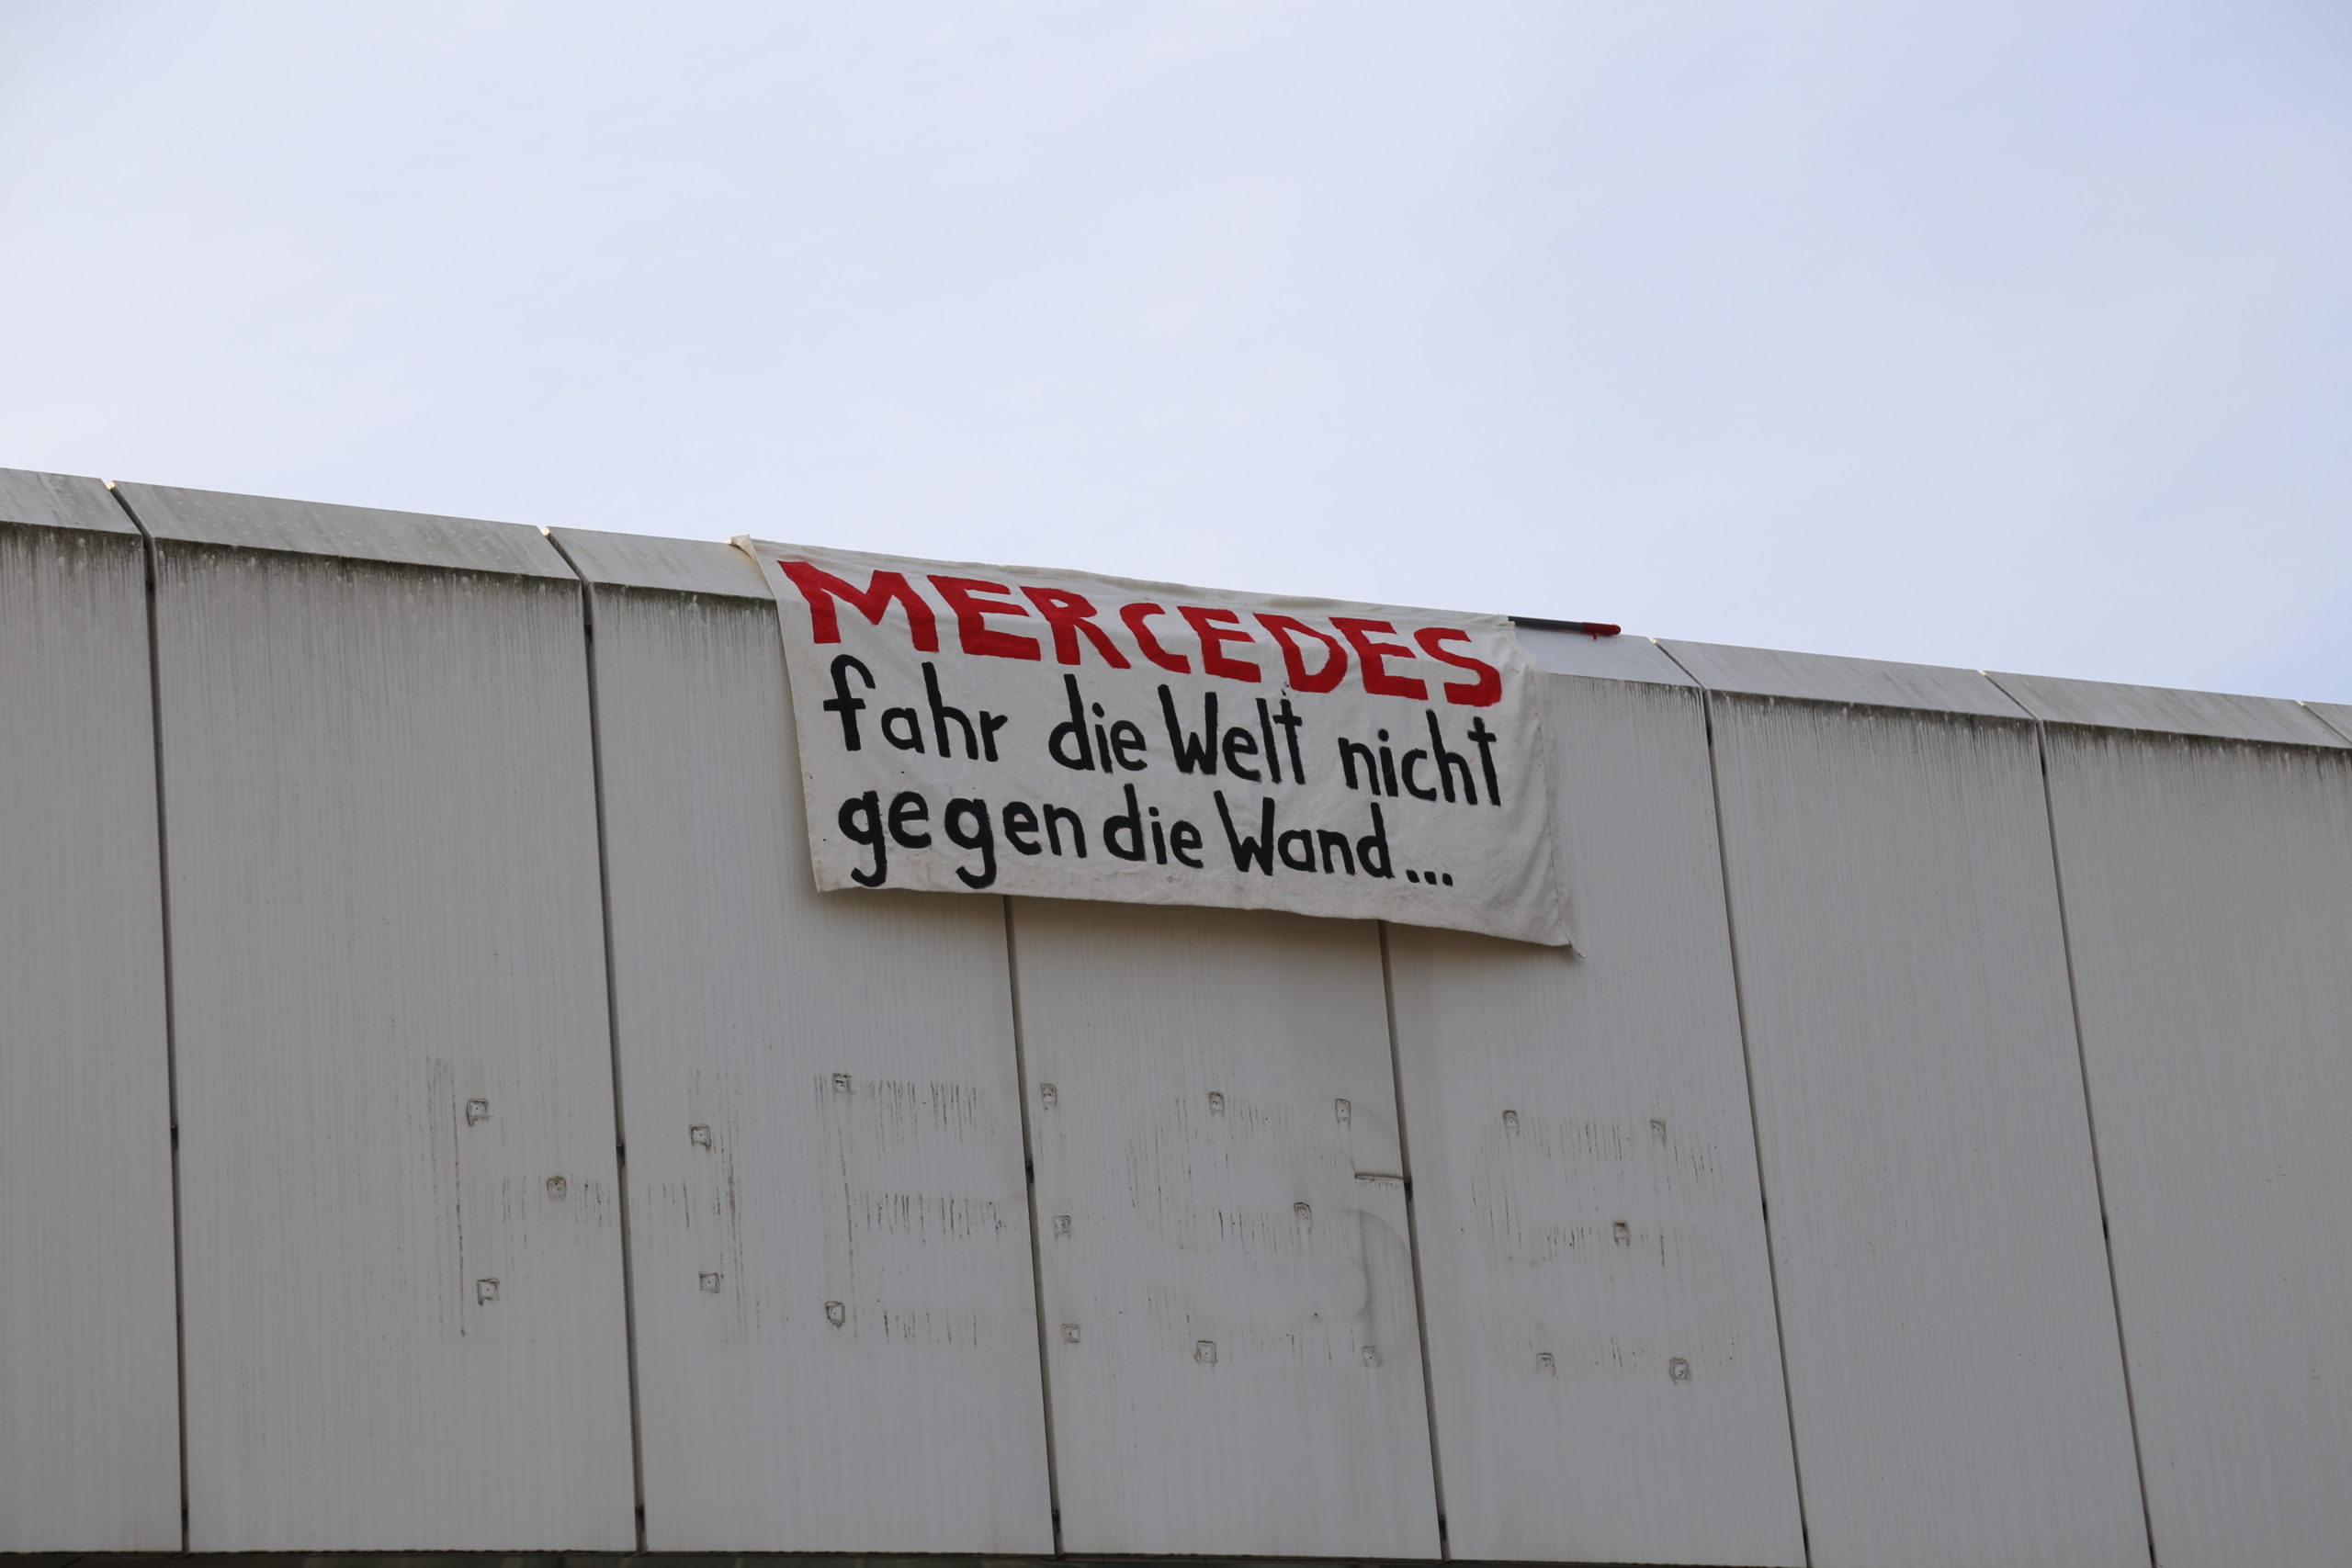 MERCEDES
fahr die Welt nicht
gegen die Wand...